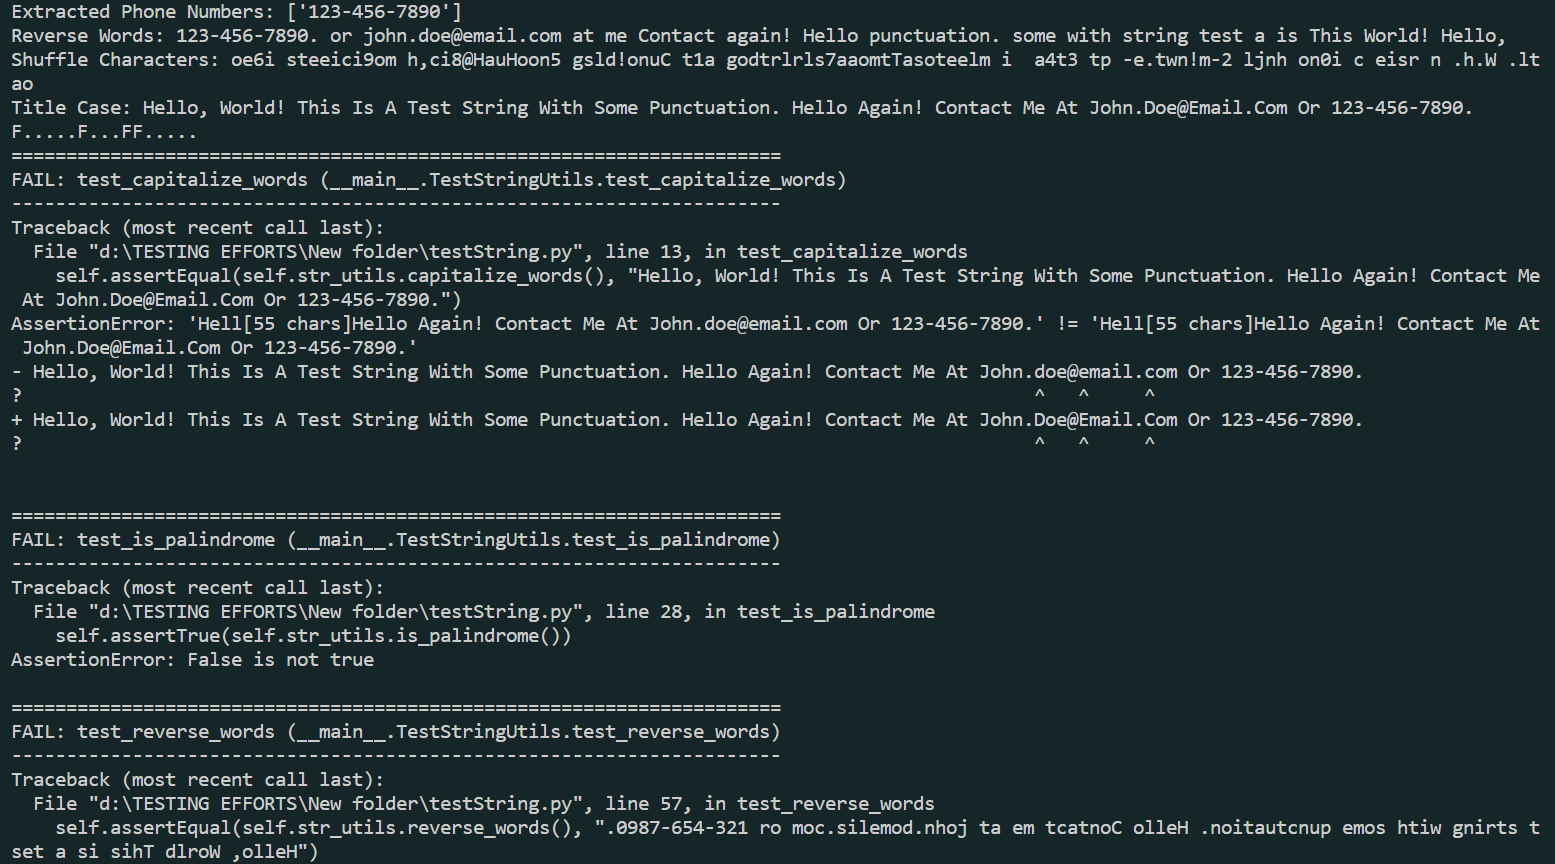 Extracted Phone Numbers: ['123-456-7890']
Reverse Words: 123-456-7890. or john.doe@email.com at me Contact again! Hello punctuation. some with string test a is This World! Hello,
Shuffle Characters: oe6i steeici9om h,ci8@HauHoon5 gsld!onuC t1a godtrlrls7aaomtTasoteelm i  a4t3 tp -e.twn!m-2 ljnh on0i c eisr n .h.W .lt
ao
Title Case: Hello, World! This Is A Test String With Some Punctuation. Hello Again! Contact Me At John.Doe@Email.Com Or 123-456-7890.
F.....F...FF.....
======================================================================
FAIL: test_capitalize_words (__main__.TestStringUtils.test_capitalize_words)
----------------------------------------------------------------------
Traceback (most recent call last):
  File "d:\TESTING EFFORTS\New folder\testString.py", line 13, in test_capitalize_words
    self.assertEqual(self.str_utils.capitalize_words(), "Hello, World! This Is A Test String With Some Punctuation. Hello Again! Contact Me
 At John.Doe@Email.Com Or 123-456-7890.")
AssertionError: 'Hell[55 chars]Hello Again! Contact Me At John.doe@email.com Or 123-456-7890.' != 'Hell[55 chars]Hello Again! Contact Me At
 John.Doe@Email.Com Or 123-456-7890.'
- Hello, World! This Is A Test String With Some Punctuation. Hello Again! Contact Me At John.doe@email.com Or 123-456-7890.
?                                                                                            ^   ^     ^
+ Hello, World! This Is A Test String With Some Punctuation. Hello Again! Contact Me At John.Doe@Email.Com Or 123-456-7890.
?                                                                                            ^   ^     ^
======================================================================
FAIL: test_is_palindrome (__main__.TestStringUtils.test_is_palindrome)
----------------------------------------------------------------------
Traceback (most recent call last):
  File "d:\TESTING EFFORTS\New folder\testString.py", line 28, in test_is_palindrome
    self.assertTrue(self.str_utils.is_palindrome())
AssertionError: False is not true
======================================================================
FAIL: test_reverse_words (__main__.TestStringUtils.test_reverse_words)
----------------------------------------------------------------------
Traceback (most recent call last):
  File "d:\TESTING EFFORTS\New folder\testString.py", line 57, in test_reverse_words
    self.assertEqual(self.str_utils.reverse_words(), ".0987-654-321 ro moc.silemod.nhoj ta em tcatnoC olleH .noitautcnup emos htiw gnirts t
set a si sihT dlroW ,olleH")